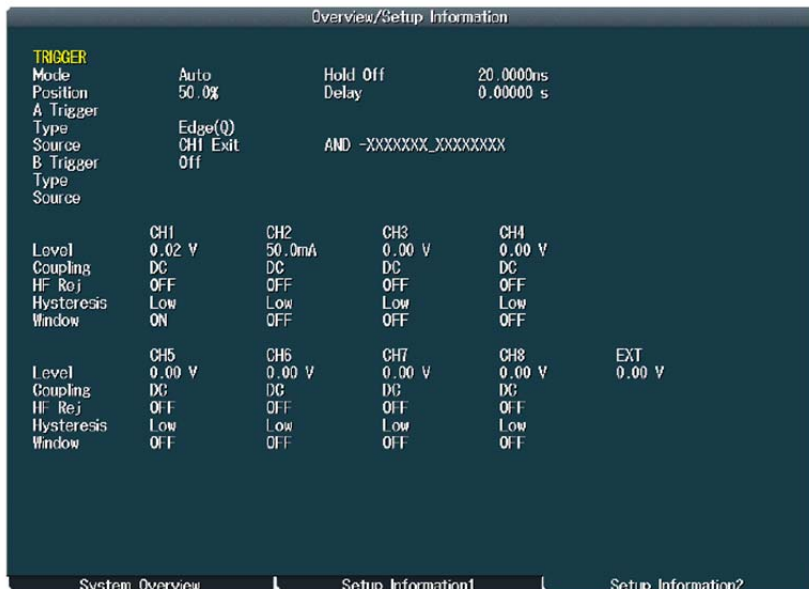 Overview/Setup Information
TRIGGER
Mode Auto Hold Off 20.0000ns
Position 50.0% Delay 0.00000 s
A Trigger
Type Edge(Q)
Source CH1 Exit AND -XXXXXXX_XXXXXXXX
B Trigger Off
Type
Source
CH1 CH2 CH3 CH4
Level 0.02 V 50.0mA 0.00 V 0.00 V
Coupling DC DC DC DC
HF Rej OFF OFF OFF OFF
Hysteresis Low Low Low Low
Window ON OFF OFF OFF
CH5 CH6 CH7 CH8 EXT
Level 0.00 V 0.00 V 0.00 V 0.00 V 0.00 V
Coupling DC DC DC DC
HF Rej OFF OFF OFF OFF
Hysteresis Low Low Low Low
Window OFF OFF OFF OFF
System Overview Setup Information1 Setup Information2